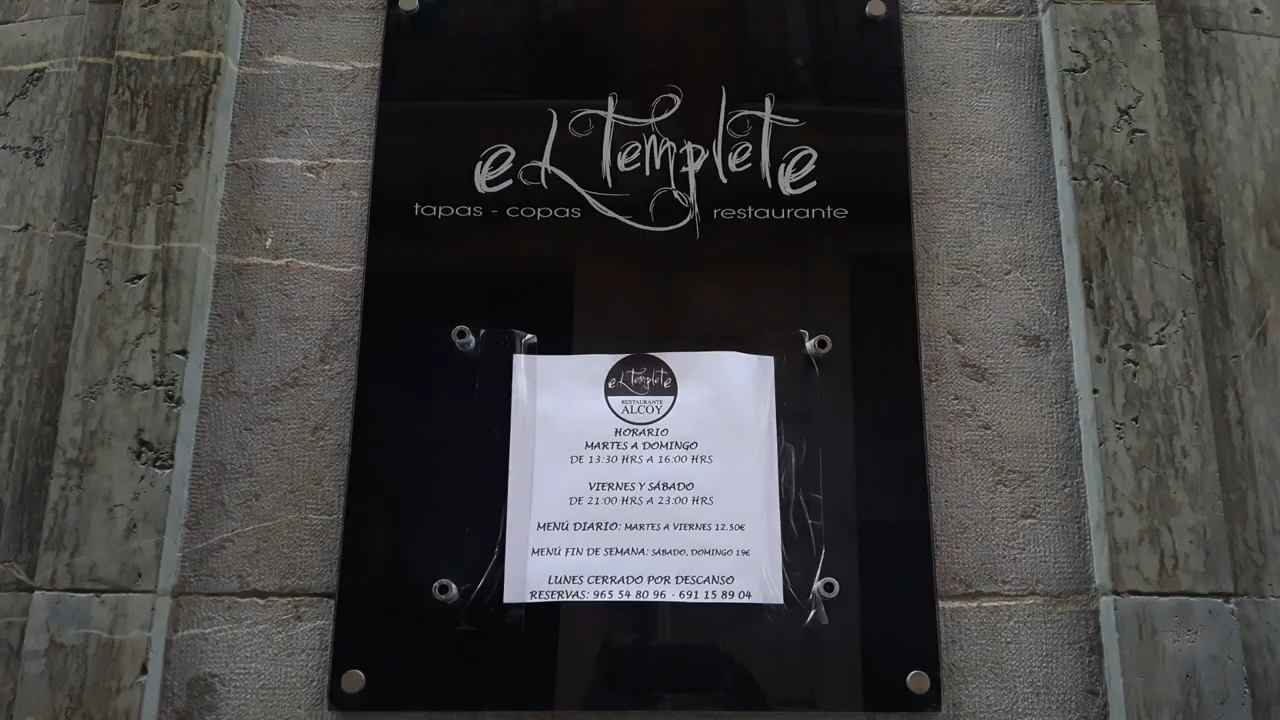 eL Templete
tapas - copas restaurante
eL Templete
RESTAURANTE
ALCOY
HORARIO
MARTES A DOMINGO
DE 13:30 HRS A 16:00 HRS
VIERNES Y SÁBADO
DE 21:00 HRS A 23:00 HRS
MENÚ DIARIO: MARTES A VIERNES 12.50€
MENÚ FIN DE SEMANA: SÁBADO, DOMINGO 19€
LUNES CERRADO POR DESCANSO
RESERVAS: 965 54 80 96 - 691 15 89 04